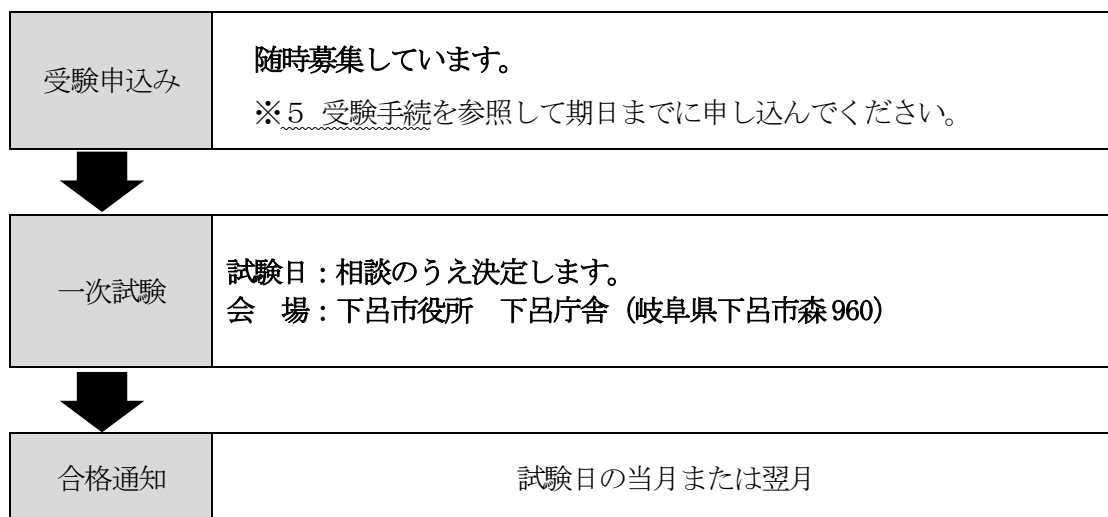 受験申込み
随時募集しています。
※５ 受験手続を参照して期日までに申し込んでください。
一次試験
試験日：相談のうえ決定します。
会　場：下呂市役所　下呂庁舎（岐阜県下呂市森960）
合格通知
試験日の当月または翌月